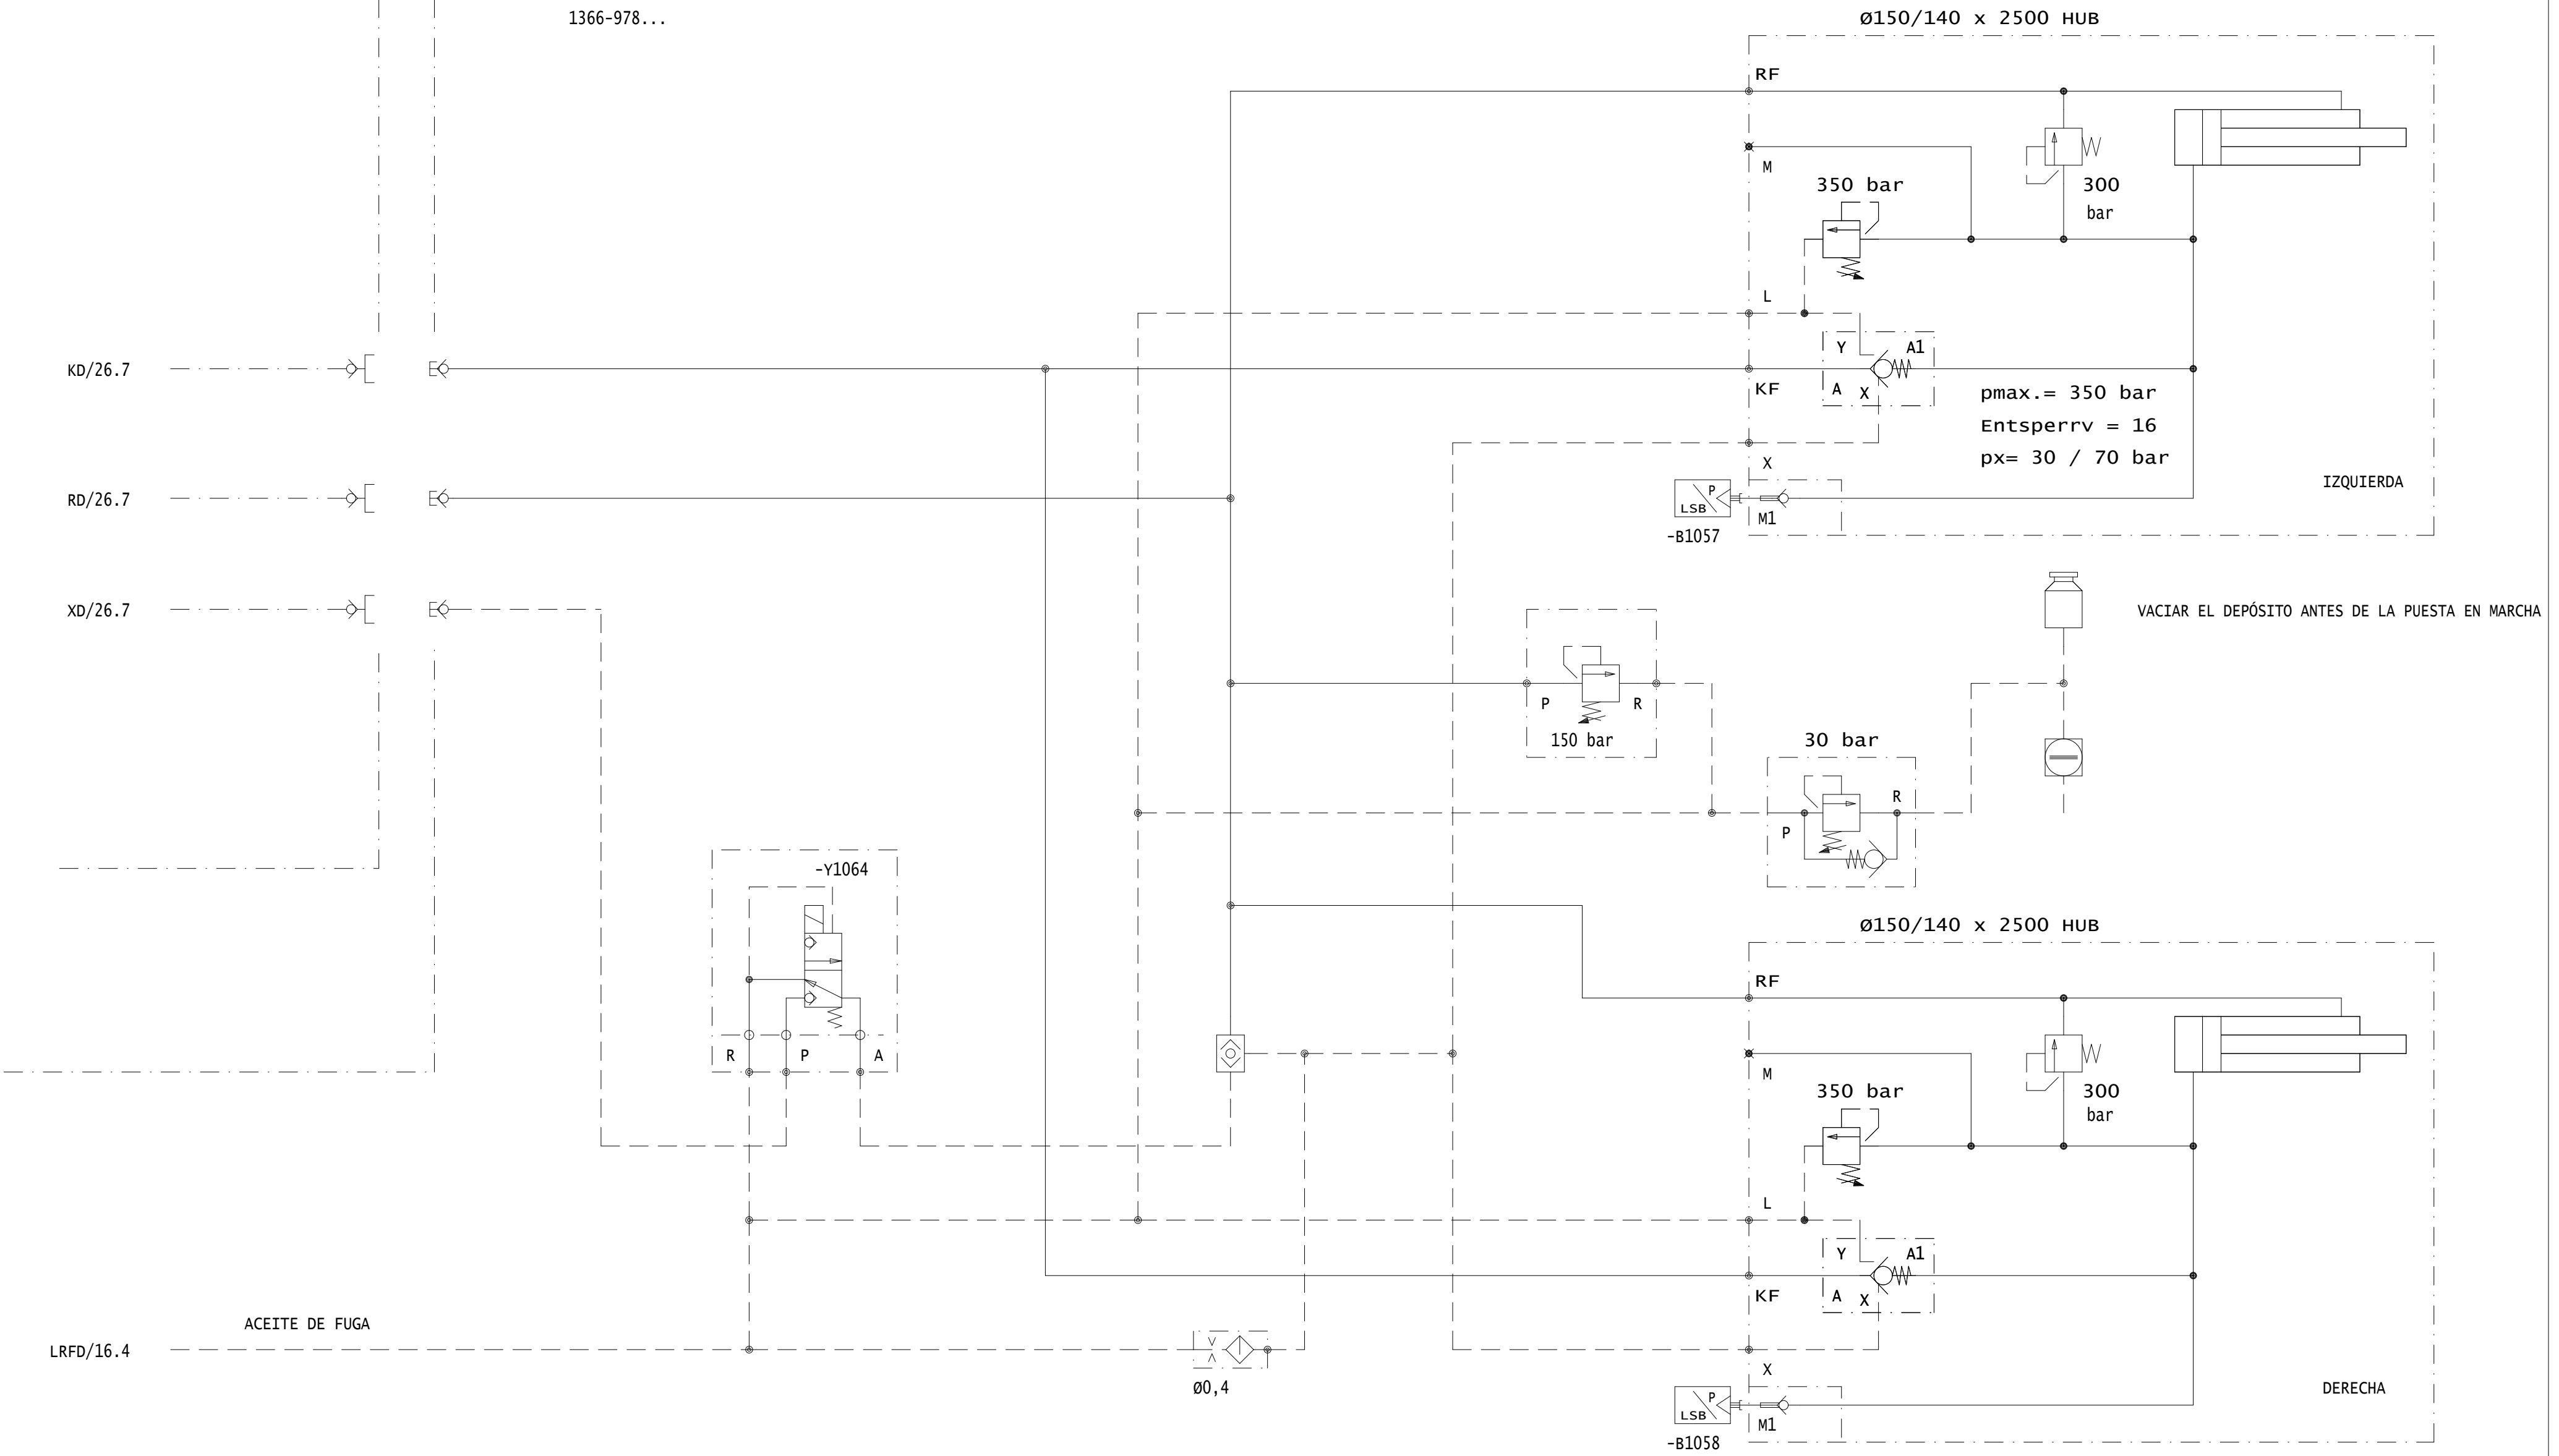 1366-978...
Ø150/140 x 2500 HUB
RF
M
350 bar
300
bar
L
KD/26.7
Y
A1
KF
A
X
pmax.= 350 bar
Entsperrv = 16
px= 30 / 70 bar
X
IZQUIERDA
RD/26.7
P
LSB
M1
-B1057
XD/26.7
VACIAR EL DEPÓSITO ANTES DE LA PUESTA EN MARCHA
P
R
150 bar
30 bar
R
P
-Y1064
Ø150/140 x 2500 HUB
RF
R
P
A
M
350 bar
300
bar
L
Y
A1
KF
A
X
ACEITE DE FUGA
LRFD/16.4
X
Ø0,4
DERECHA
P
LSB
M1
-B1058